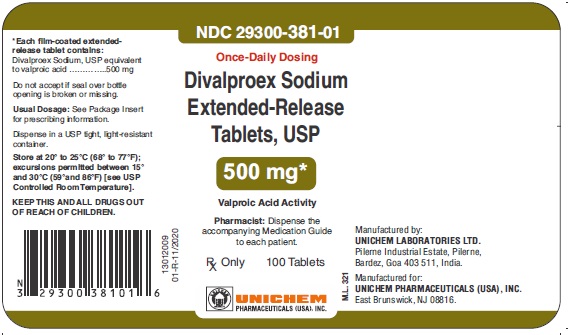 *Each film-coated extended-
release tablet contains:
Divalproex Sodium, USP equivalent
to valproic acid ..............500 mg
Do not accept if seal over bottle
opening is broken or missing.
Usual Dosage: See Package Insert
for prescribing information.
Dispense in a USP tight, light-resistant
container.
Store at 20° to 25°C (68° to 77°F);
excursions permitted between 15°
and 30°C (59°and 86°F) [see USP
Controlled Room Temperature].
KEEP THIS AND ALL DRUGS OUT
OF REACH OF CHILDREN.
N
3 29300 38101 6
13012009
01-R-11/2020
NDC 29300-381-01
Once-Daily Dosing
Divalproex Sodium
Extended-Release
Tablets, USP
500 mg*
Valproic Acid Activity
Pharmacist: Dispense the
accompanying Medication Guide
to each patient.
Rx Only 100 Tablets
UNICHEM
PHARMACEUTICALS (USA), INC.
M.L. 321
Manufactured by:
UNICHEM LABORATORIES LTD.
Pilerne Industrial Estate, Pilerne,
Bardez, Goa 403 511, India.
Manufactured for:
UNICHEM PHARMACEUTICALS (USA), INC.
East Brunswick, NJ 08816.